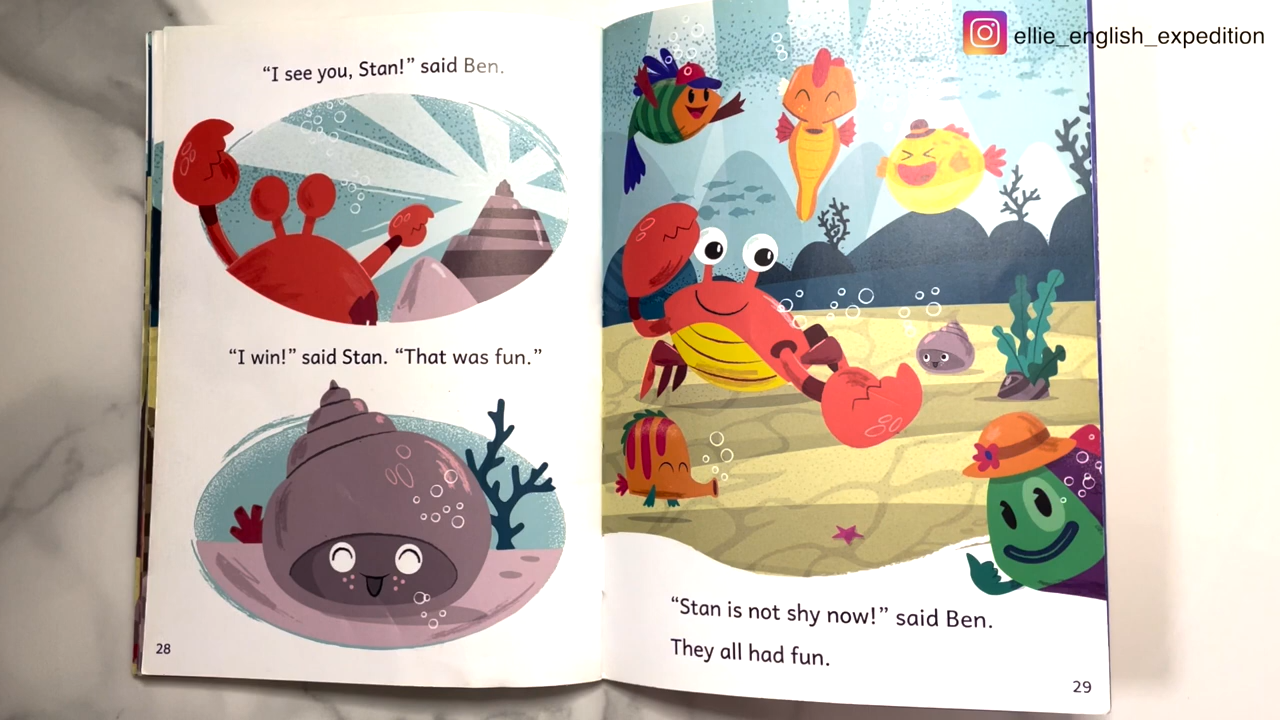 ellie_english_expedition
“I see you, Stan!” said Ben.
“I win!” said Stan. “That was fun.”
28
“Stan is not shy now!” said Ben.
They all had fun.
29